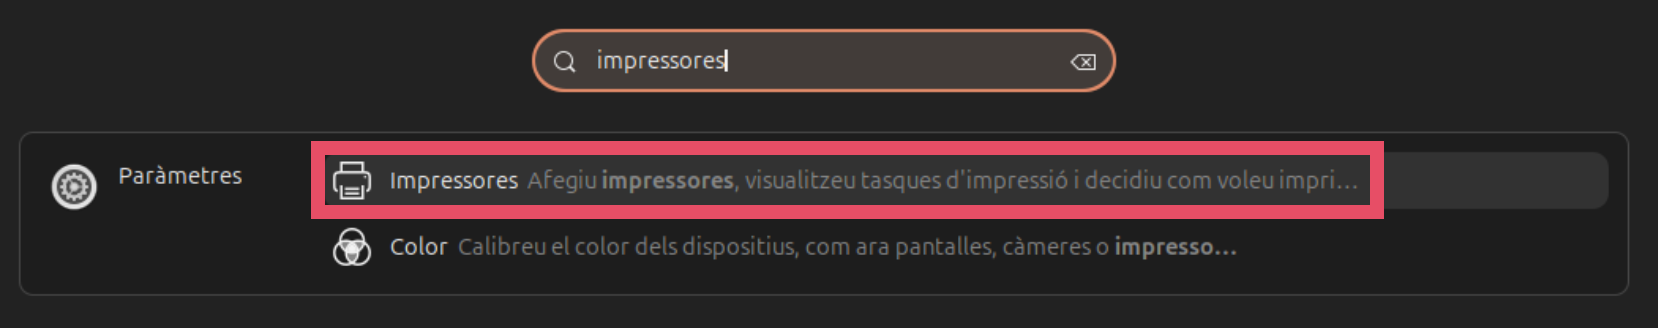 impressores
Paràmetres
Impressores Afegiu impressores, visualitzeu tasques d'impressió i decidiu com voleu impri…
Color Calibreu el color dels dispositius, com ara pantalles, càmeres o impresso…